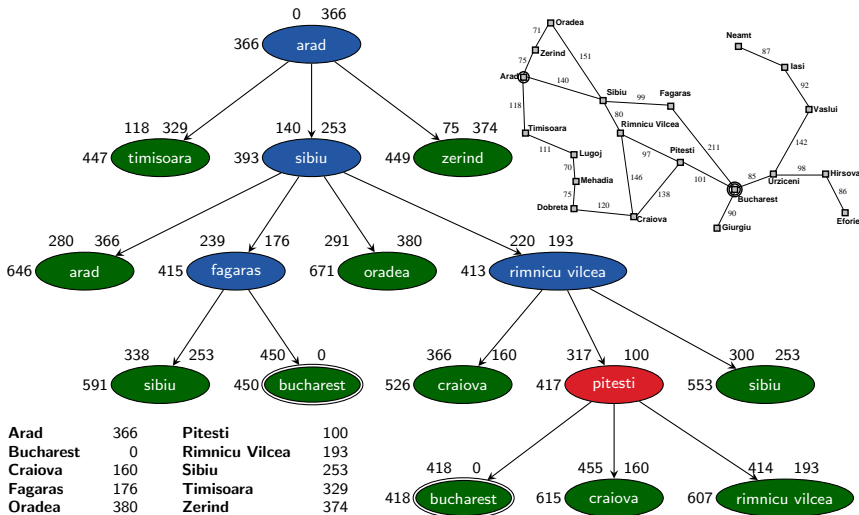 0 366
366 arad
118 329
447 timisoara
140 253
393 sibiu
75 374
449 zerind
280 366
646 arad
239 176
415 fagaras
291 380
671 oradea
220 193
413 rimnicu vilcea
338 253
591 sibiu
450 0
450 bucharest
366 160
526 craiova
317 100
417 pitesti
300 253
553 sibiu
418 0
418 bucharest
455 160
615 craiova
414 193
607 rimnicu vilcea
Arad 366 Pitesti 100
Bucharest 0 Rimnicu Vilcea 193
Craiova 160 Sibiu 253
Fagaras 176 Timisoara 329
Oradea 380 Zerind 374
Oradea
71
Zerind
75
151
Arad
140
118
Sibiu
99
Fagaras
80
Rimnicu Vilcea
Timisoara
111
Lugoj
70
Mehadia
75
Dobreta
120
146
97
Pitesti
138
Craiova
101
211
Bucharest
90
Giurgiu
85
Urziceni
98
Hirsova
86
Eforie
142
Vaslui
92
Iasi
87
Neamt